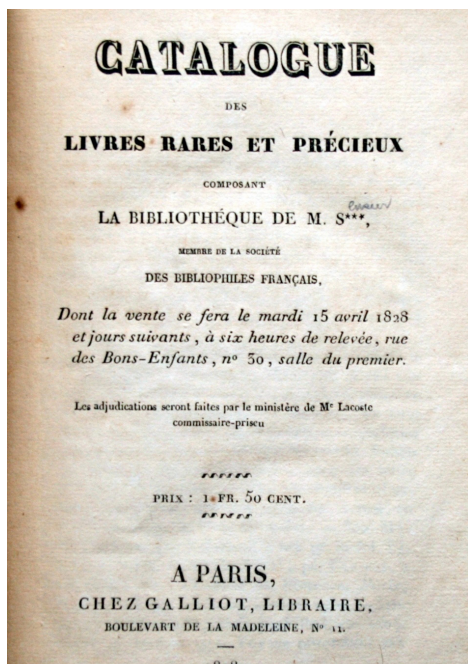 CATALOGUE
DES
LIVRES RARES ET PRÉCIEUX
COMPOSANT
LA BIBLIOTHÉQUE DE M. S***,
MEMBRE DE LA SOCIÉTÉ
DES BIBLIOPHILES FRANÇAIS,
Dont la vente se fera le mardi 15 avril 1828
et jours suivants, à six heures de relevée, rue
des Bons-Enfants, nº 30, salle du premier.
Les adjudications seront faites par le ministère de Mᵉ Lacoste
commissaire-priseu
PRIX : 1 FR. 50 CENT.
A PARIS,
CHEZ GALLIOT, LIBRAIRE,
BOULEVART DE LA MADELEINE, Nº 11.